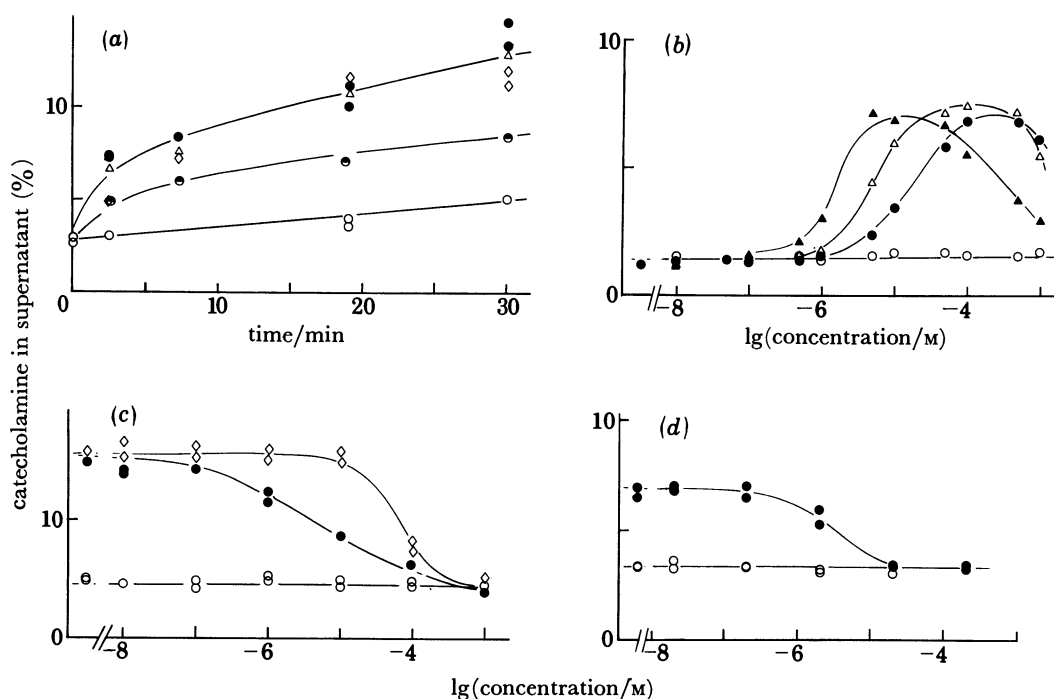 catecholamine in supernatant (%)
(a)
10
0 10 20 30
time/min
(b)
10
0
−8 −6 −4
lg(concentration/M)
(c)
10
0
−8 −6 −4
(d)
10
0
−8 −6 −4
lg(concentration/M)